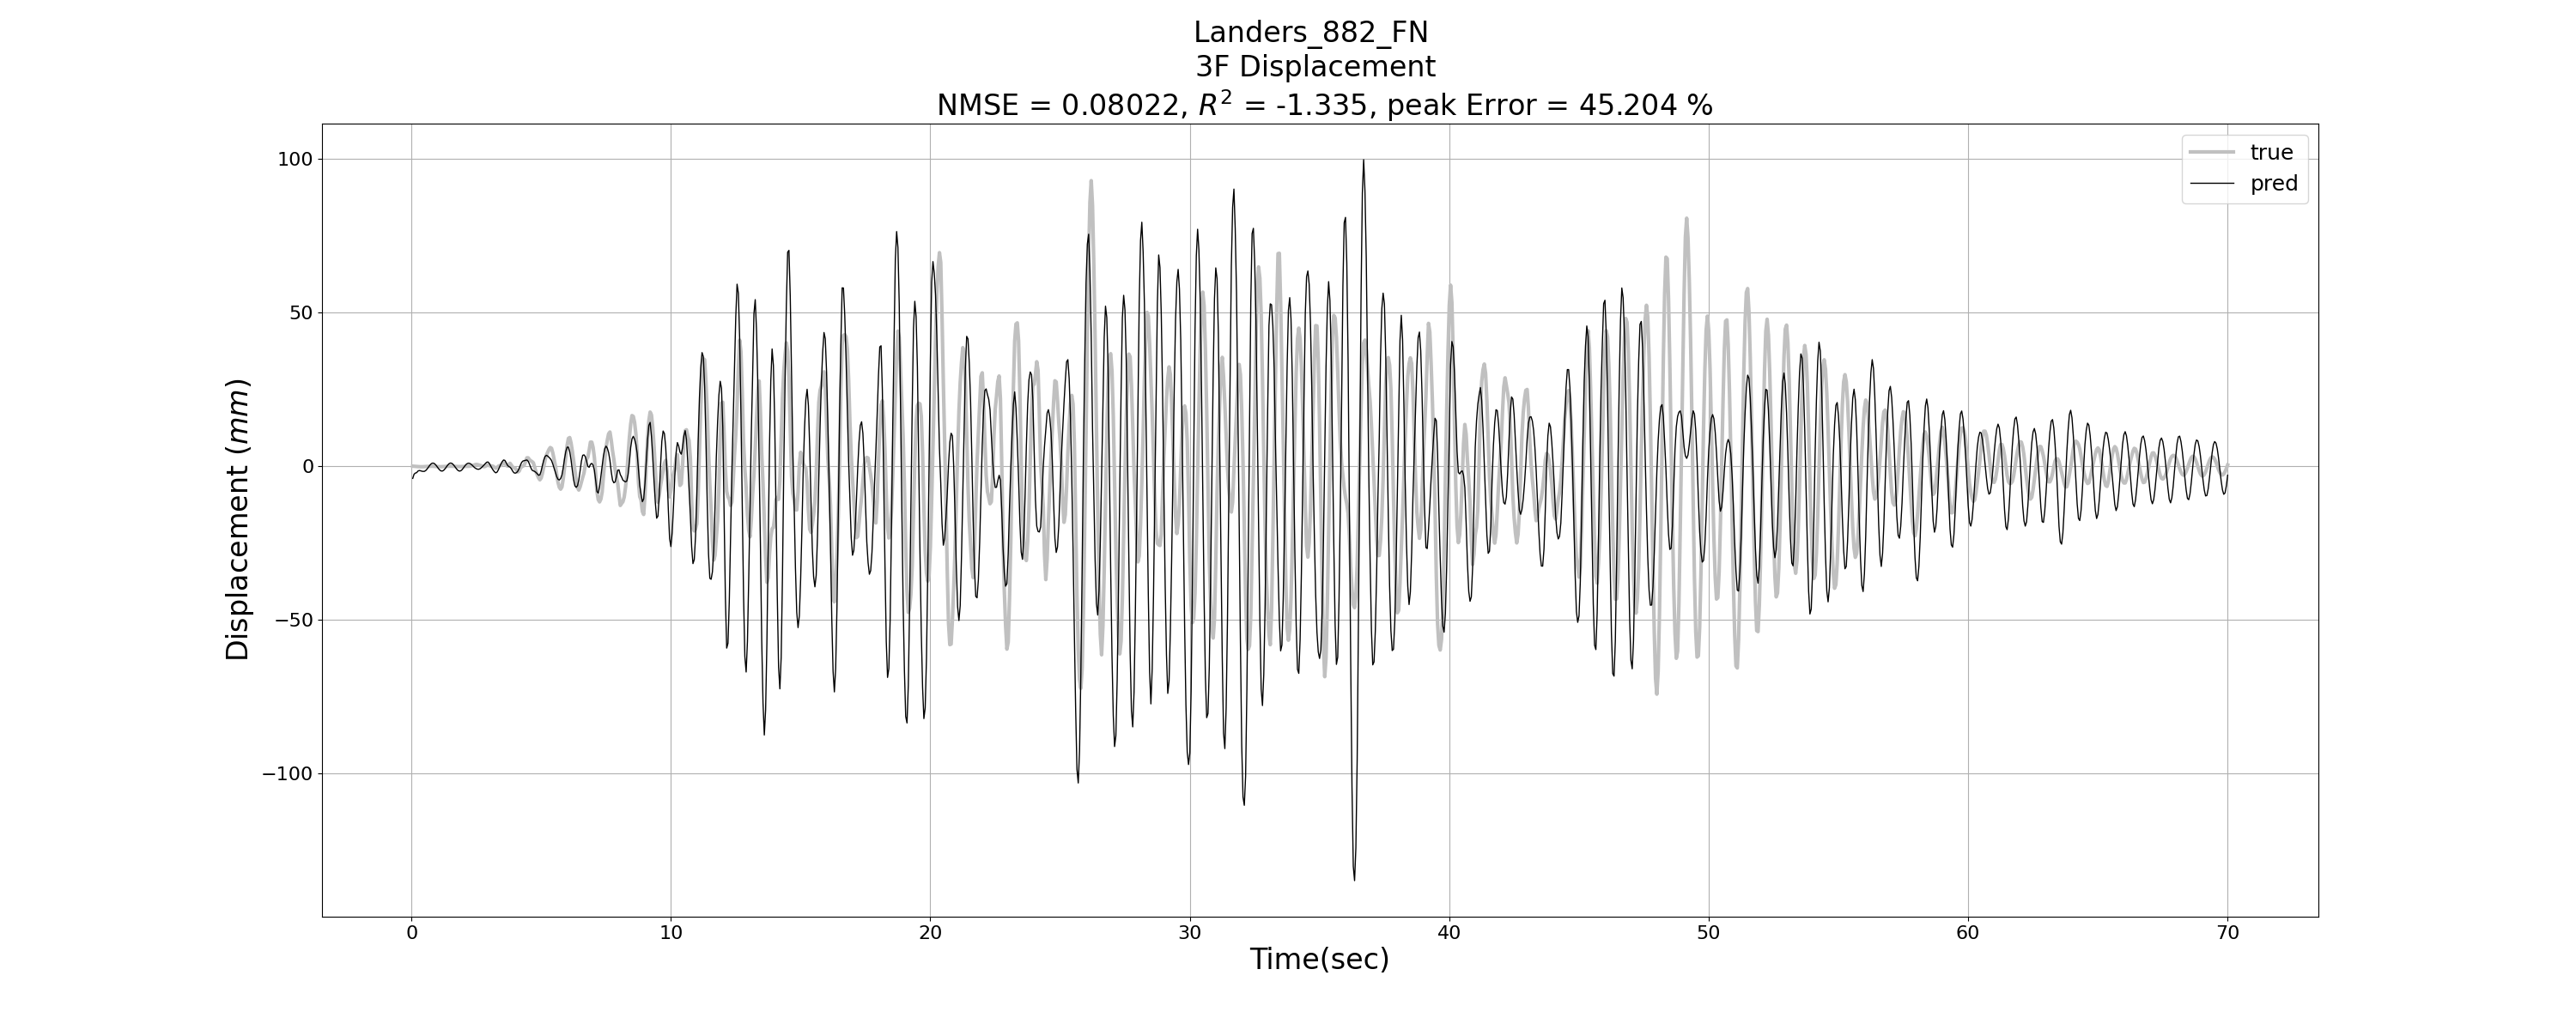 Landers_882_FN
3F Displacement
NMSE = 0.08022, R² = -1.335, peak Error = 45.204 %
true
pred
100
50
0
−50
−100
Displacement (mm)
0 10 20 30 40 50 60 70
Time(sec)